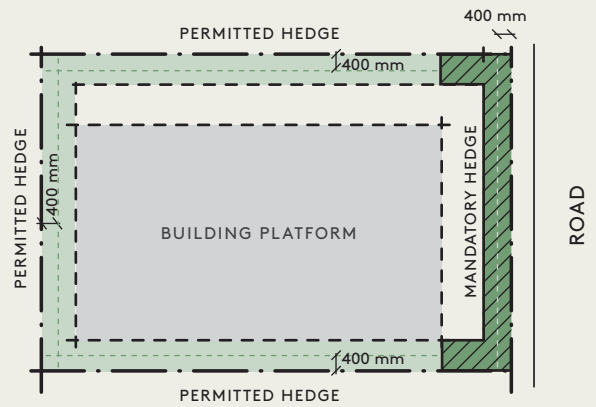 400 mm
PERMITTED HEDGE
400 mm
PERMITTED HEDGE
400 mm
BUILDING PLATFORM
MANDATORY HEDGE
ROAD
400 mm
PERMITTED HEDGE